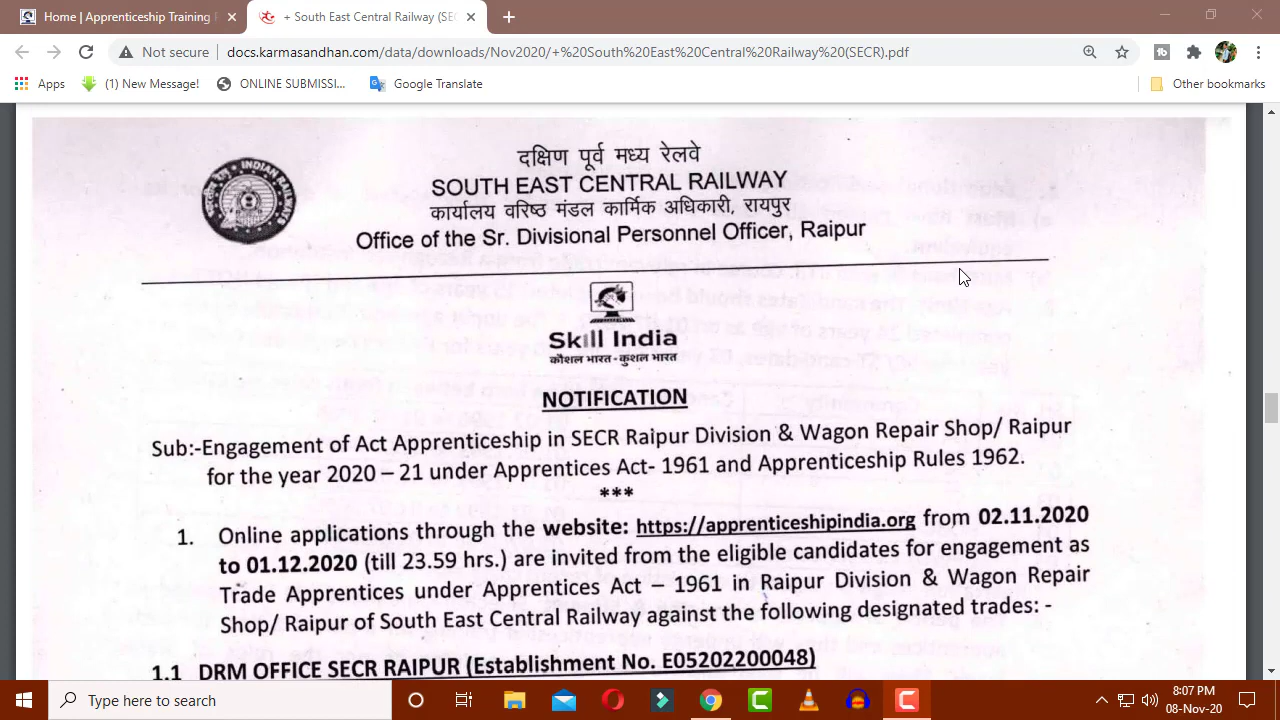 Home | Apprenticeship Training
+ South East Central Railway (SEC
Not secure
docs.karmasandhan.com/data/downloads/Nov2020/+%20South%20East%20Central%20Railway%20(SECR).pdf
Apps
(1) New Message!
ONLINE SUBMISSI...
Google Translate
Other bookmarks
INDIAN RAILWAYS
दक्षिण पूर्व मध्य रेलवे
SOUTH EAST CENTRAL RAILWAY
कार्यालय वरिष्ठ मंडल कार्मिक अधिकारी, रायपुर
Office of the Sr. Divisional Personnel Officer, Raipur
Skill India
कौशल भारत - कुशल भारत
NOTIFICATION
Sub:-Engagement of Act Apprenticeship in SECR Raipur Division & Wagon Repair Shop/ Raipur
for the year 2020 – 21 under Apprentices Act- 1961 and Apprenticeship Rules 1962.
***
1. Online applications through the website: https://apprenticeshipindia.org from 02.11.2020
to 01.12.2020 (till 23.59 hrs.) are invited from the eligible candidates for engagement as
Trade Apprentices under Apprentices Act – 1961 in Raipur Division & Wagon Repair
Shop/ Raipur of South East Central Railway against the following designated trades: -
1.1 DRM OFFICE SECR RAIPUR (Establishment No. E05202200048)
Type here to search
8:07 PM
08-Nov-20